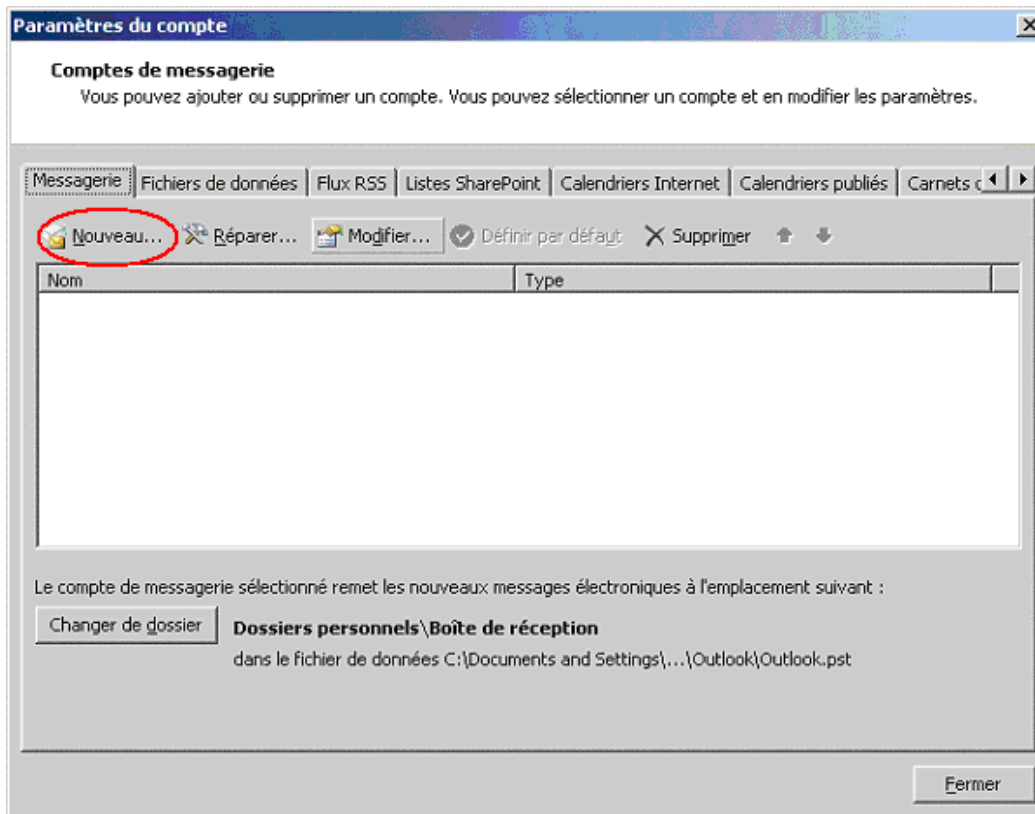 Paramètres du compte
Comptes de messagerie
Vous pouvez ajouter ou supprimer un compte. Vous pouvez sélectionner un compte et en modifier les paramètres.
Messagerie Fichiers de données Flux RSS Listes SharePoint Calendriers Internet Calendriers publiés Carnets
Nouveau... Réparer... Modifier... Définir par défaut Supprimer
Nom Type
Le compte de messagerie sélectionné remet les nouveaux messages électroniques à l'emplacement suivant :
Changer de dossier Dossiers personnels\Boîte de réception
dans le fichier de données C:\Documents and Settings\...\Outlook\Outlook.pst
Fermer